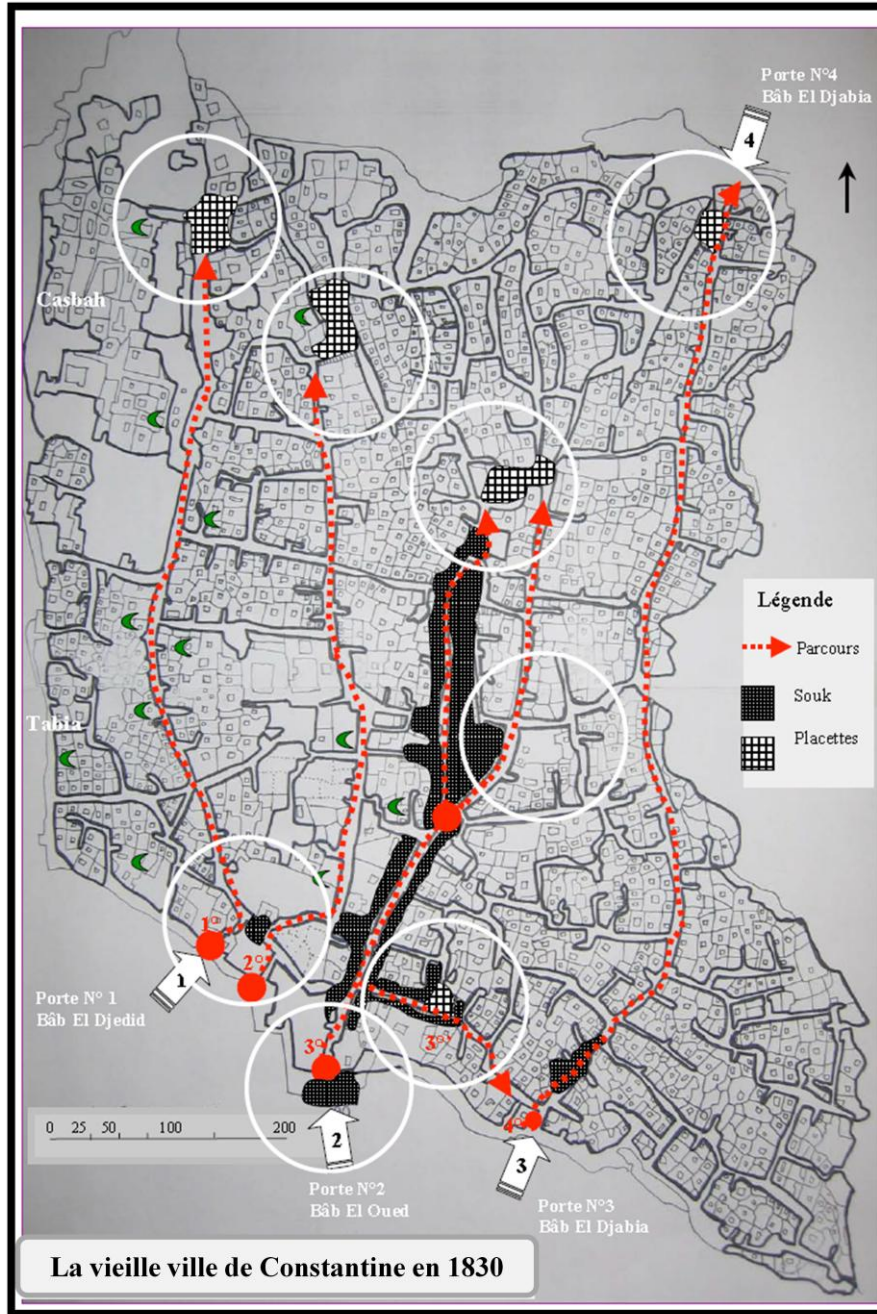 Porte N°4
Bâb El Djabia
4
Casbah
Légende
Parcours
Souk
Placettes
Tabia
1°
1
2°
Porte N° 1
Bâb El Djedid
3°
3°'
4°
0 25 50 100 200
2
3
Porte N°2
Bâb El Oued
Porte N°3
Bâb El Djabia
La vieille ville de Constantine en 1830